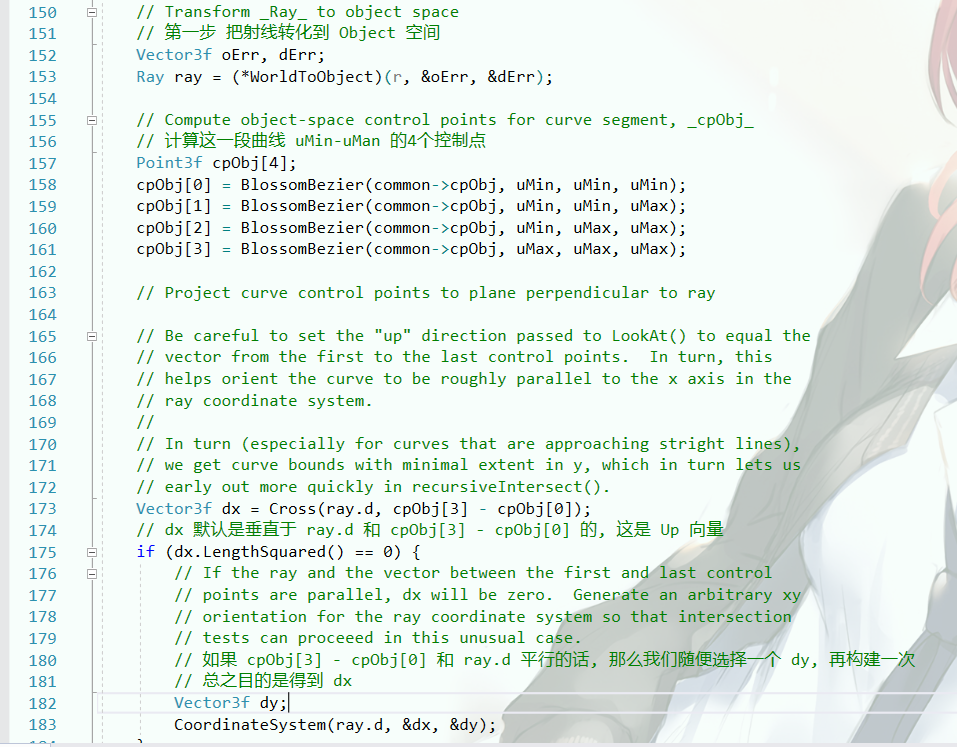 150 // Transform _Ray_ to object space
151 // 第一步 把射线转化到 Object 空间
152 Vector3f oErr, dErr;
153 Ray ray = (*WorldToObject)(r, &oErr, &dErr);
154
155 // Compute object-space control points for curve segment, _cpObj_
156 // 计算这一段曲线 uMin-uMan 的4个控制点
157 Point3f cpObj[4];
158 cpObj[0] = BlossomBezier(common->cpObj, uMin, uMin, uMin);
159 cpObj[1] = BlossomBezier(common->cpObj, uMin, uMin, uMax);
160 cpObj[2] = BlossomBezier(common->cpObj, uMin, uMax, uMax);
161 cpObj[3] = BlossomBezier(common->cpObj, uMax, uMax, uMax);
162
163 // Project curve control points to plane perpendicular to ray
164
165 // Be careful to set the "up" direction passed to LookAt() to equal the
166 // vector from the first to the last control points.  In turn, this
167 // helps orient the curve to be roughly parallel to the x axis in the
168 // ray coordinate system.
169 //
170 // In turn (especially for curves that are approaching stright lines),
171 // we get curve bounds with minimal extent in y, which in turn lets us
172 // early out more quickly in recursiveIntersect().
173 Vector3f dx = Cross(ray.d, cpObj[3] - cpObj[0]);
174 // dx 默认是垂直于 ray.d 和 cpObj[3] - cpObj[0] 的, 这是 Up 向量
175 if (dx.LengthSquared() == 0) {
176 // If the ray and the vector between the first and last control
177 // points are parallel, dx will be zero.  Generate an arbitrary xy
178 // orientation for the ray coordinate system so that intersection
179 // tests can proceeed in this unusual case.
180 // 如果 cpObj[3] - cpObj[0] 和 ray.d 平行的话, 那么我们随便选择一个 dy, 再构建一次
181 // 总之目的是得到 dx
182 Vector3f dy;
183 CoordinateSystem(ray.d, &dx, &dy);